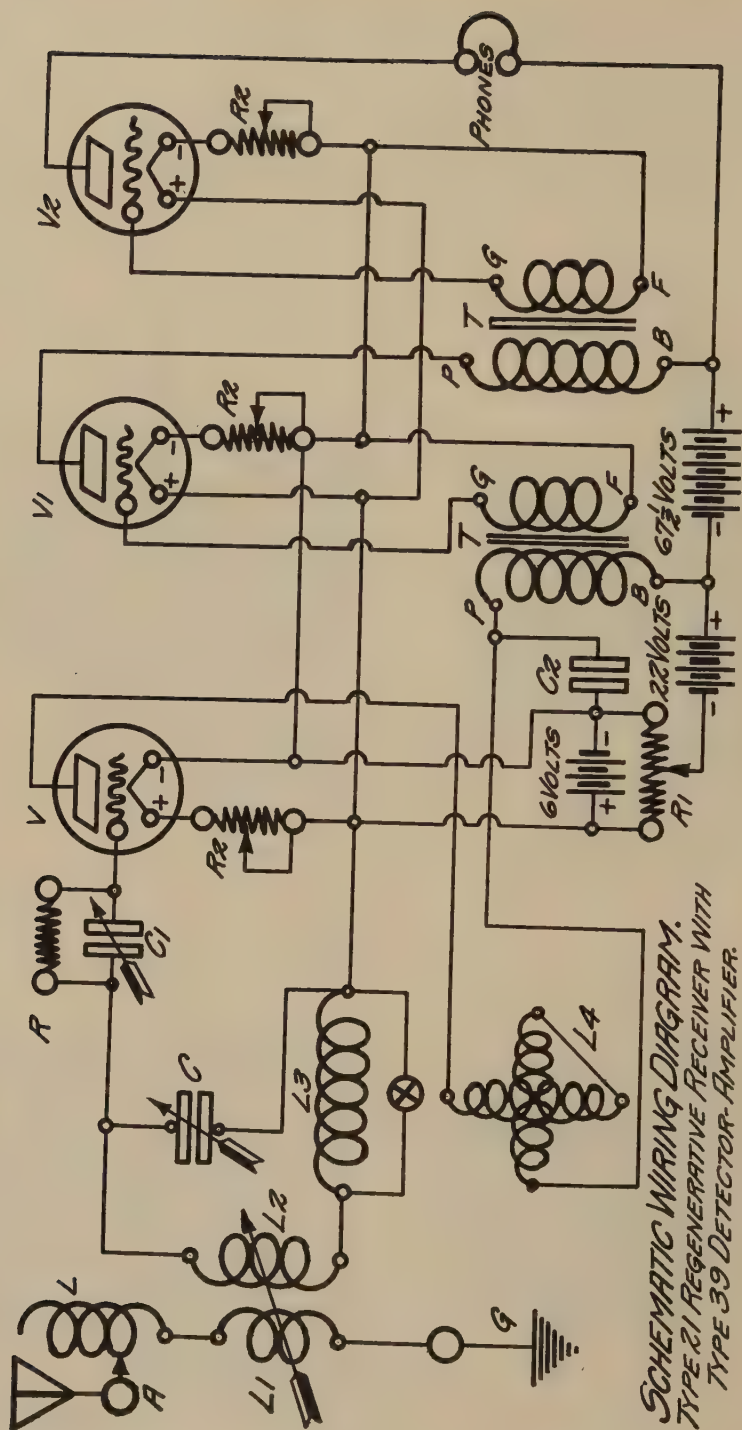 A
L
L1
L2
G
R
C
C1
L3
L4
V
+
-
R2
V1
+
-
R2
V2
+
-
R2
6 VOLTS
+
-
C2
R1
22 VOLTS
-
+
P
T
G
B
F
67½ VOLTS
-
+
P
T
G
B
F
PHONES
SCHEMATIC WIRING DIAGRAM.
TYPE 21 REGENERATIVE RECEIVER WITH
TYPE 39 DETECTOR-AMPLIFIER.